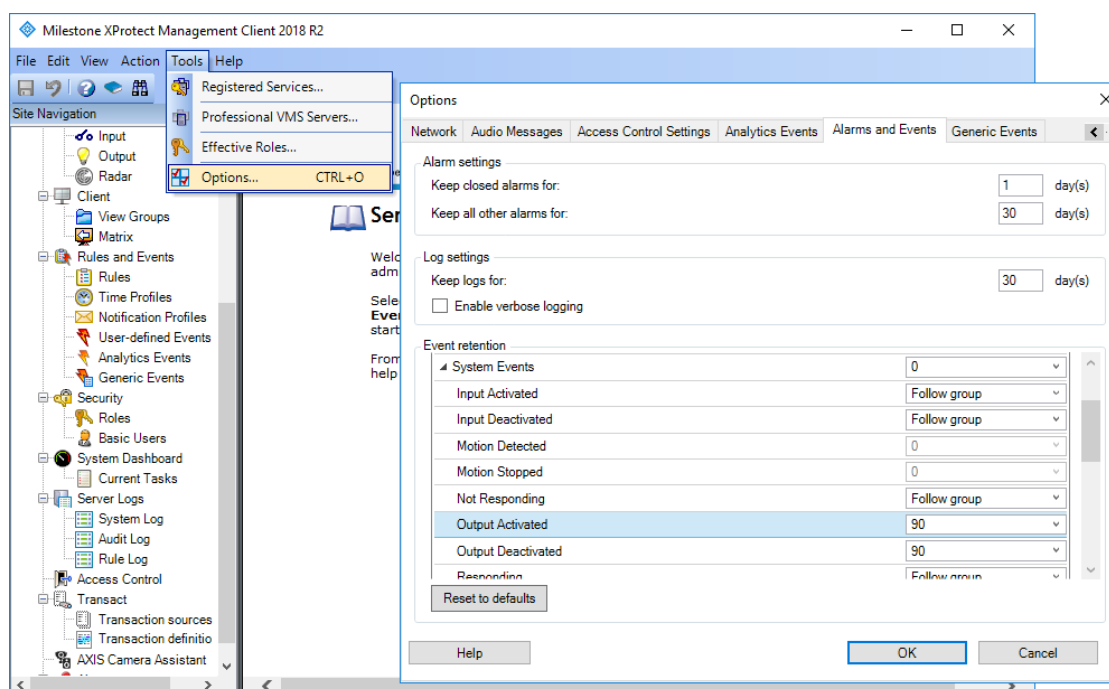 Milestone XProtect Management Client 2018 R2
File Edit View Action Tools Help
Registered Services...
Professional VMS Servers...
Effective Roles...
Options... CTRL+O
Site Navigation
Input
Output
Radar
Client
View Groups
Matrix
Rules and Events
Rules
Time Profiles
Notification Profiles
User-defined Events
Analytics Events
Generic Events
Security
Roles
Basic Users
System Dashboard
Current Tasks
Server Logs
System Log
Audit Log
Rule Log
Access Control
Transact
Transaction sources
Transaction definitio
AXIS Camera Assistant
Ser
Welc
adm
Sele
Eve
start
From
help
Options
Network Audio Messages Access Control Settings Analytics Events Alarms and Events Generic Events
Alarm settings
Keep closed alarms for: 1 day(s)
Keep all other alarms for: 30 day(s)
Log settings
Keep logs for: 30 day(s)
Enable verbose logging
Event retention
System Events 0
Input Activated Follow group
Input Deactivated Follow group
Motion Detected 0
Motion Stopped 0
Not Responding Follow group
Output Activated 90
Output Deactivated 90
Responding Follow group
Reset to defaults
Help OK Cancel